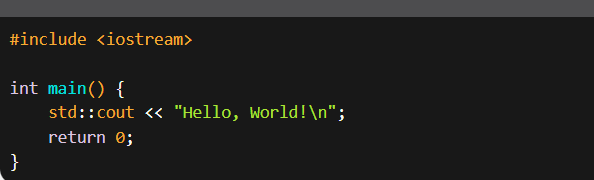 #include <iostream>

int main() {
    std::cout << "Hello, World!\n";
    return 0;
}